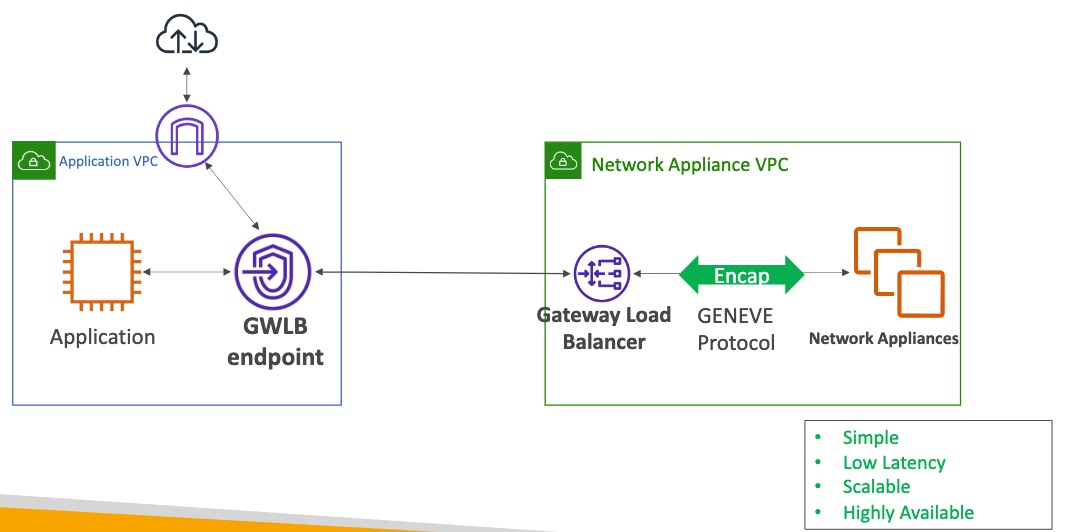 Application VPC
Application
GWLB
endpoint
Network Appliance VPC
Gateway Load
Balancer
Encap
GENEVE
Protocol
Network Appliances
• Simple
• Low Latency
• Scalable
• Highly Available